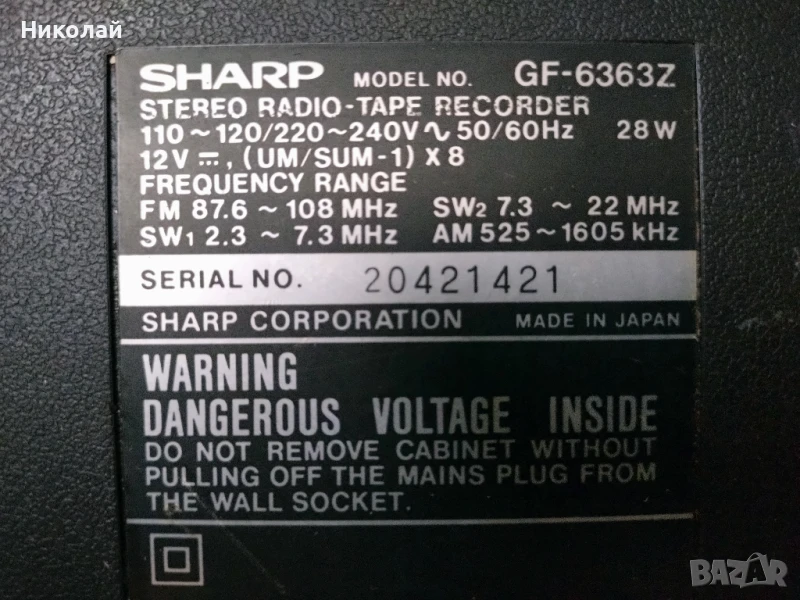 Николай
SHARP MODEL NO. GF-6363Z
STEREO RADIO-TAPE RECORDER
110~120/220~240V∿50/60Hz 28W
12V⎓, (UM/SUM-1) X 8
FREQUENCY RANGE
FM 87.6 ~ 108 MHz SW₂ 7.3 ~ 22 MHz
SW₁ 2.3 ~ 7.3 MHz AM 525~1605 kHz
SERIAL NO. 20421421
SHARP CORPORATION MADE IN JAPAN
WARNING
DANGEROUS VOLTAGE INSIDE
DO NOT REMOVE CABINET WITHOUT
PULLING OFF THE MAINS PLUG FROM
THE WALL SOCKET.
BAZAR